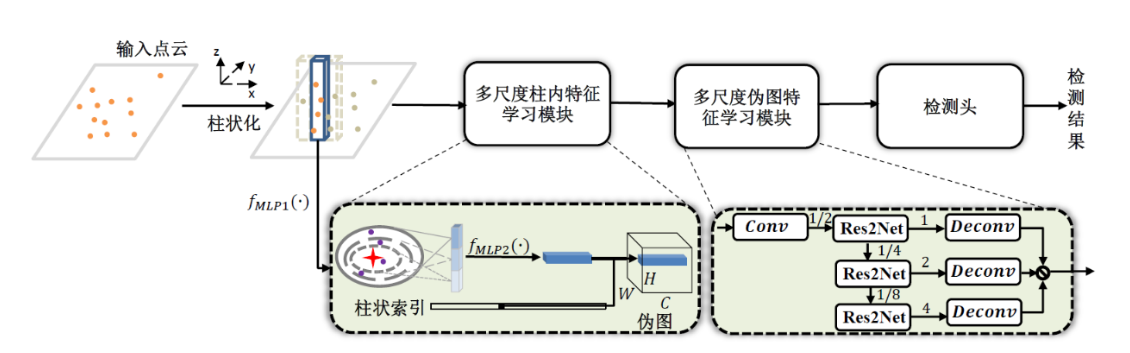 输入点云
z
y
x
柱状化
多尺度柱内特征
学习模块
多尺度伪图特
征学习模块
检测头
检测结果
f_{MLP1}(·)
f_{MLP2}(·)
柱状索引
W
H
C
伪图
Conv
1/2
Res2Net
1
Deconv
1/4
Res2Net
2
Deconv
1/8
Res2Net
4
Deconv